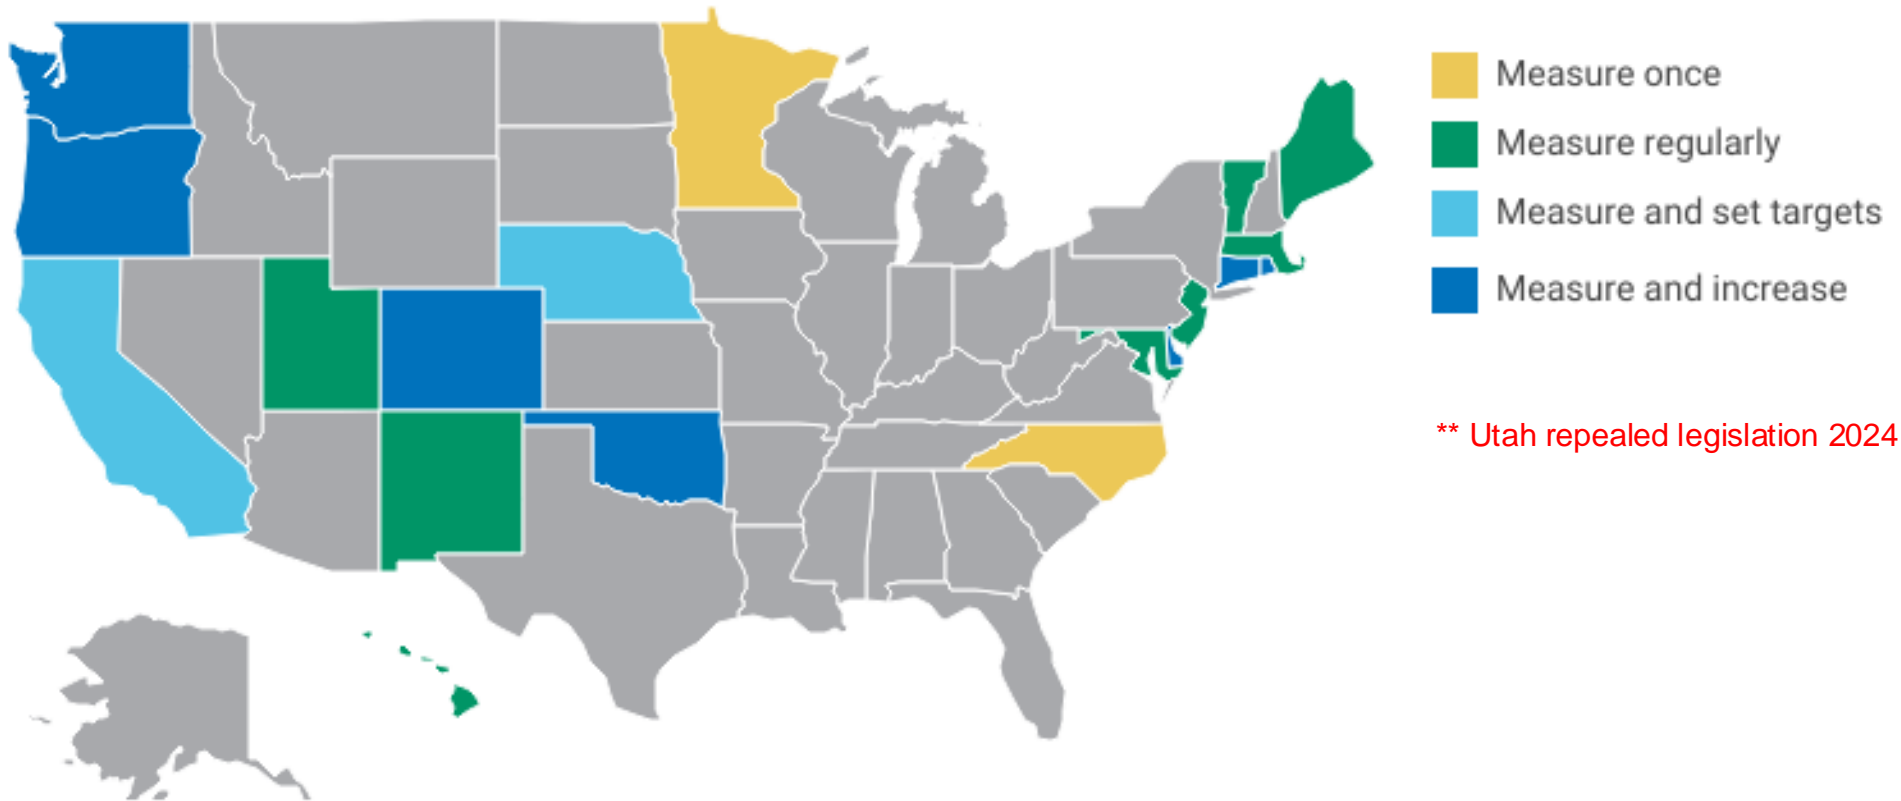 Measure once
Measure regularly
Measure and set targets
Measure and increase
** Utah repealed legislation 2024